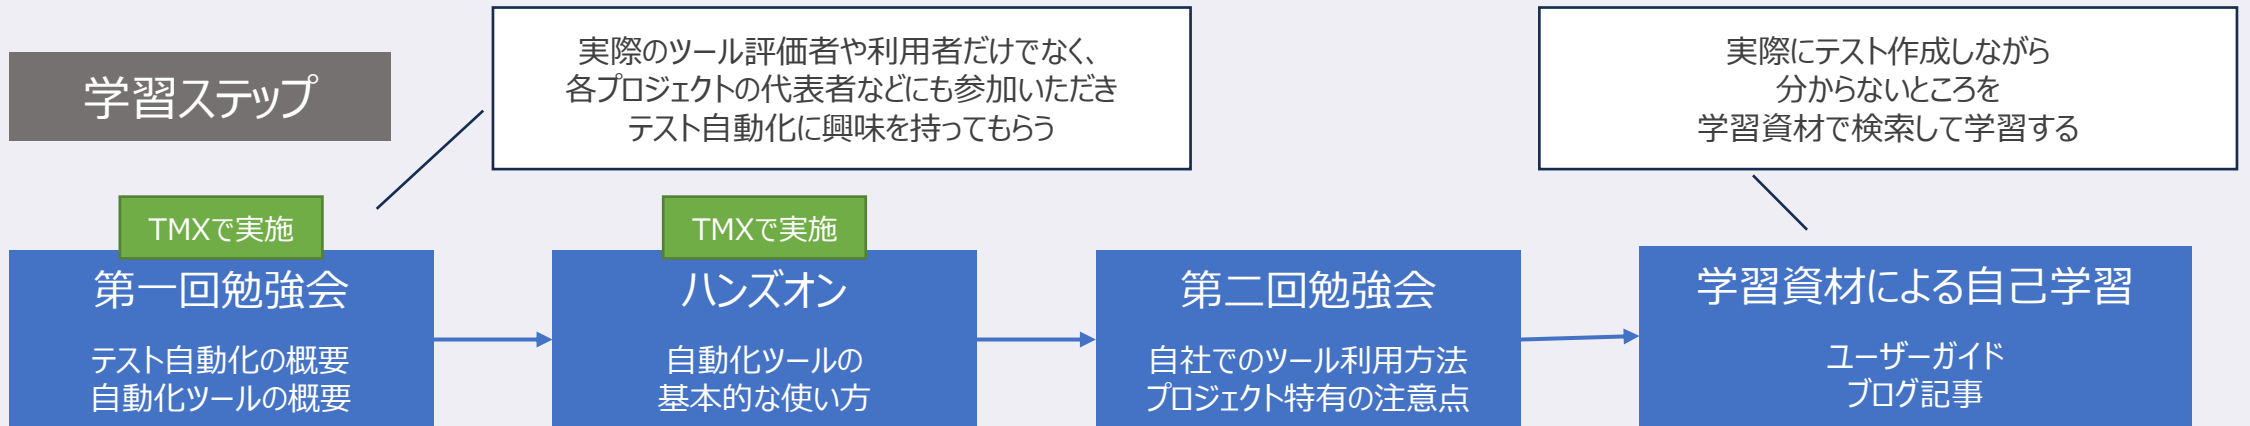 学習ステップ
実際のツール評価者や利用者だけでなく、
各プロジェクトの代表者などにも参加いただき
テスト自動化に興味を持ってもらう
実際にテスト作成しながら
分からないところを
学習資材で検索して学習する
TMXで実施
第一回勉強会
テスト自動化の概要
自動化ツールの概要
TMXで実施
ハンズオン
自動化ツールの
基本的な使い方
第二回勉強会
自社でのツール利用方法
プロジェクト特有の注意点
学習資材による自己学習
ユーザーガイド
ブログ記事